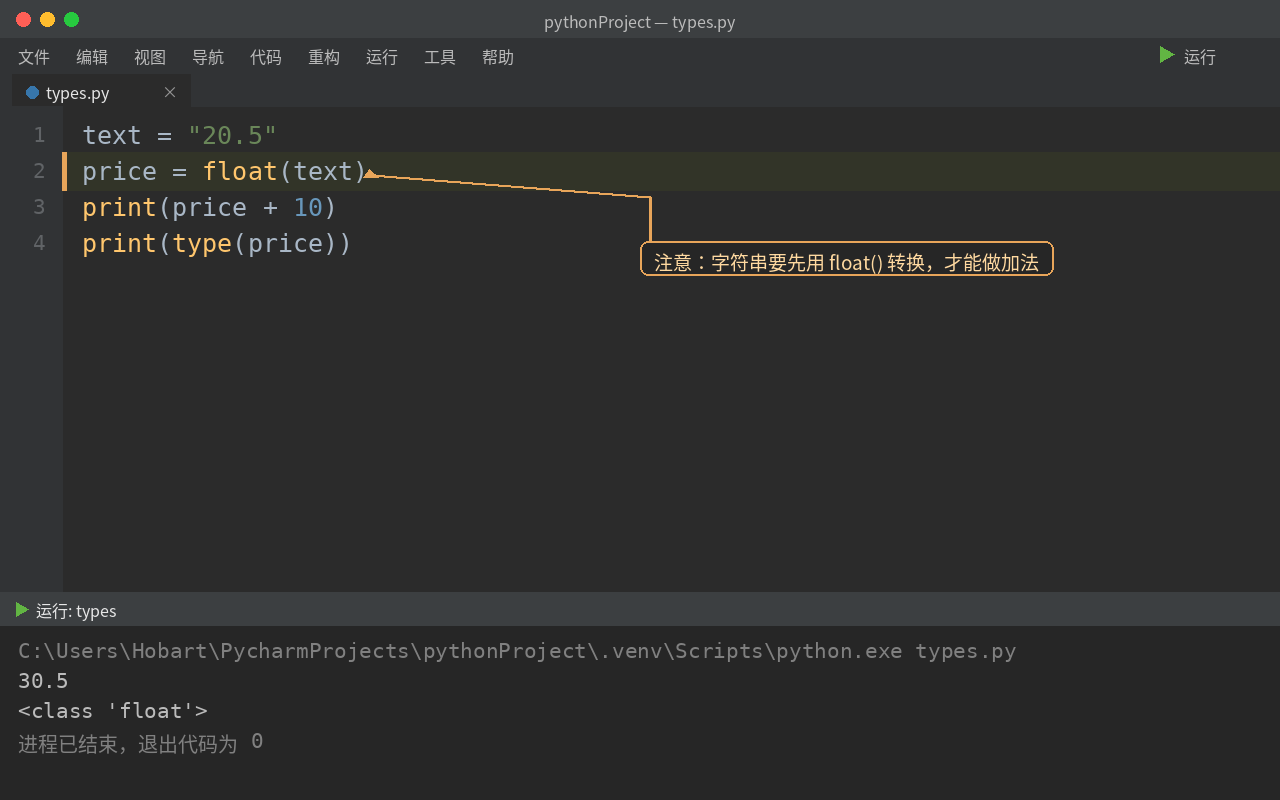 pythonProject — types.py
文件 编辑 视图 导航 代码 重构 运行 工具 帮助 运行
types.py ×
1 text = "20.5"
2 price = float(text)
3 print(price + 10)
4 print(type(price))
注意：字符串要先用 float() 转换，才能做加法
运行: types
C:\Users\Hobart\PycharmProjects\pythonProject\.venv\Scripts\python.exe types.py
30.5
<class 'float'>
进程已结束，退出代码为 0